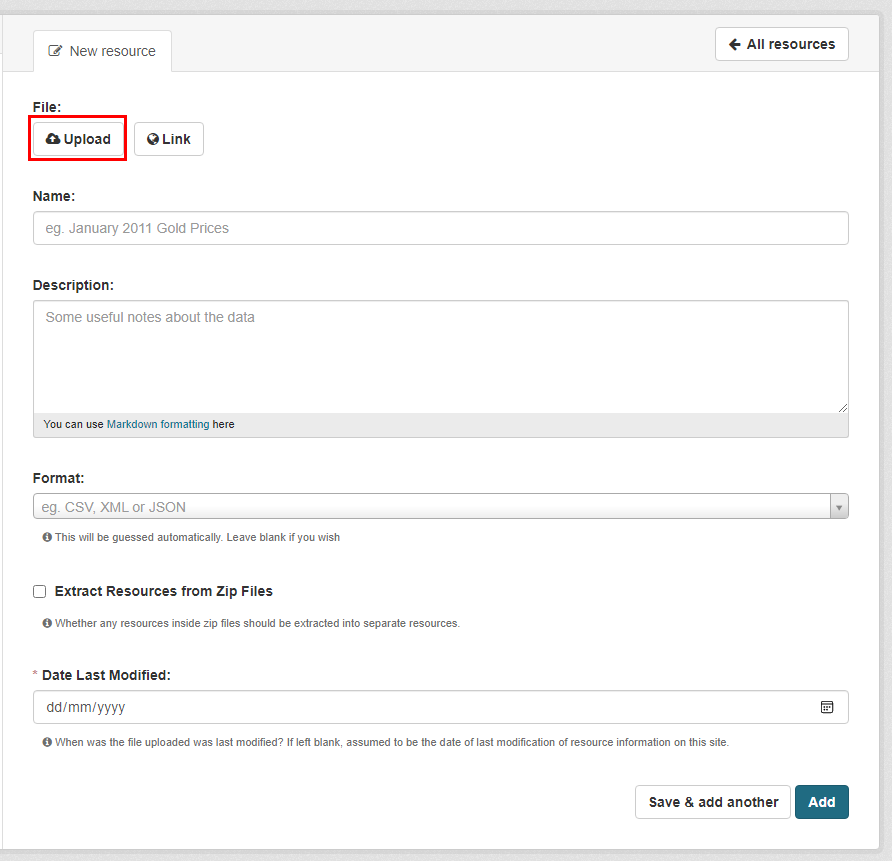 New resource
All resources
File:
Upload
Link
Name:
eg. January 2011 Gold Prices
Description:
Some useful notes about the data
You can use Markdown formatting here
Format:
eg. CSV, XML or JSON
This will be guessed automatically. Leave blank if you wish
Extract Resources from Zip Files
Whether any resources inside zip files should be extracted into separate resources.
* Date Last Modified:
dd/mm/yyyy
When was the file uploaded was last modified? If left blank, assumed to be the date of last modification of resource information on this site.
Save & add another
Add